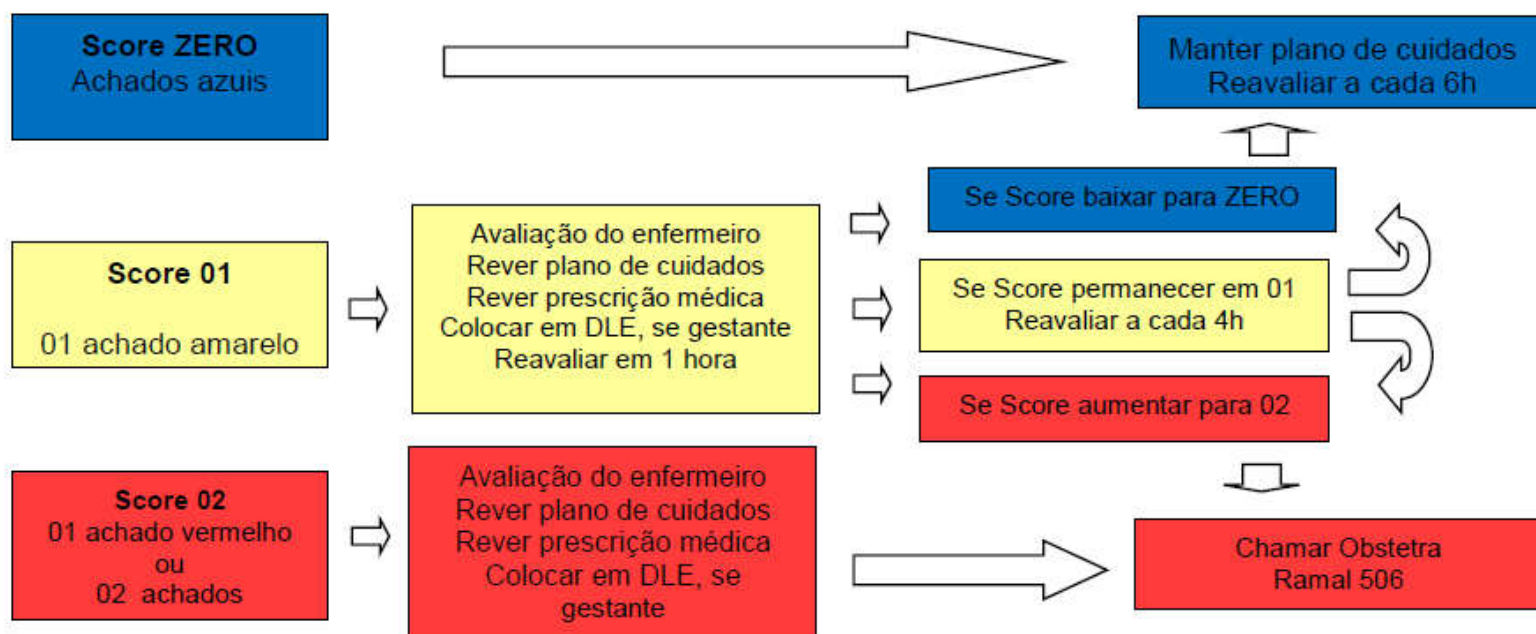 Score ZERO
Achados azuis
Manter plano de cuidados
Reavaliar a cada 6h
Score 01
01 achado amarelo
Avaliação do enfermeiro
Rever plano de cuidados
Rever prescrição médica
Colocar em DLE, se gestante
Reavaliar em 1 hora
Se Score baixar para ZERO
Se Score permanecer em 01
Reavaliar a cada 4h
Se Score aumentar para 02
Score 02
01 achado vermelho
ou
02 achados
Avaliação do enfermeiro
Rever plano de cuidados
Rever prescrição médica
Colocar em DLE, se
gestante
Chamar Obstetra
Ramal 506